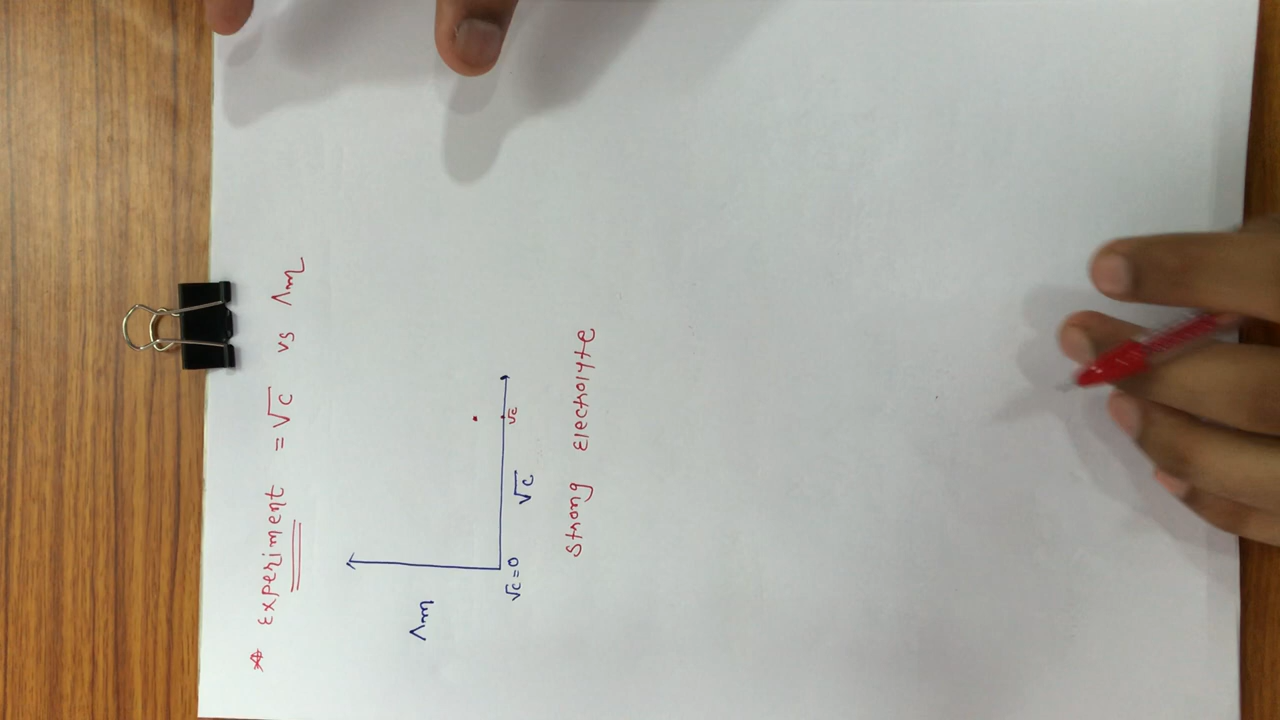 * Experiment = √c vs Λm
Λm
√c
√c=0
√c
Strong Electrolyte